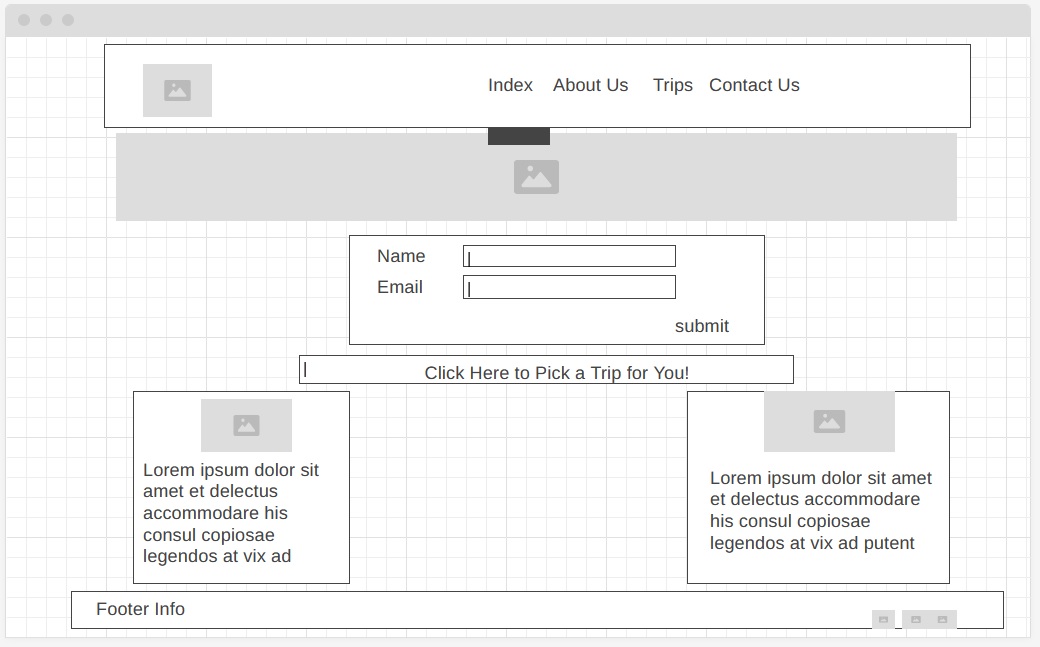 Index About Us Trips Contact Us
Name
Email
submit
Click Here to Pick a Trip for You!
Lorem ipsum dolor sit
amet et delectus
accommodare his
consul copiosae
legendos at vix ad
Lorem ipsum dolor sit amet
et delectus accommodare
his consul copiosae
legendos at vix ad putent
Footer Info